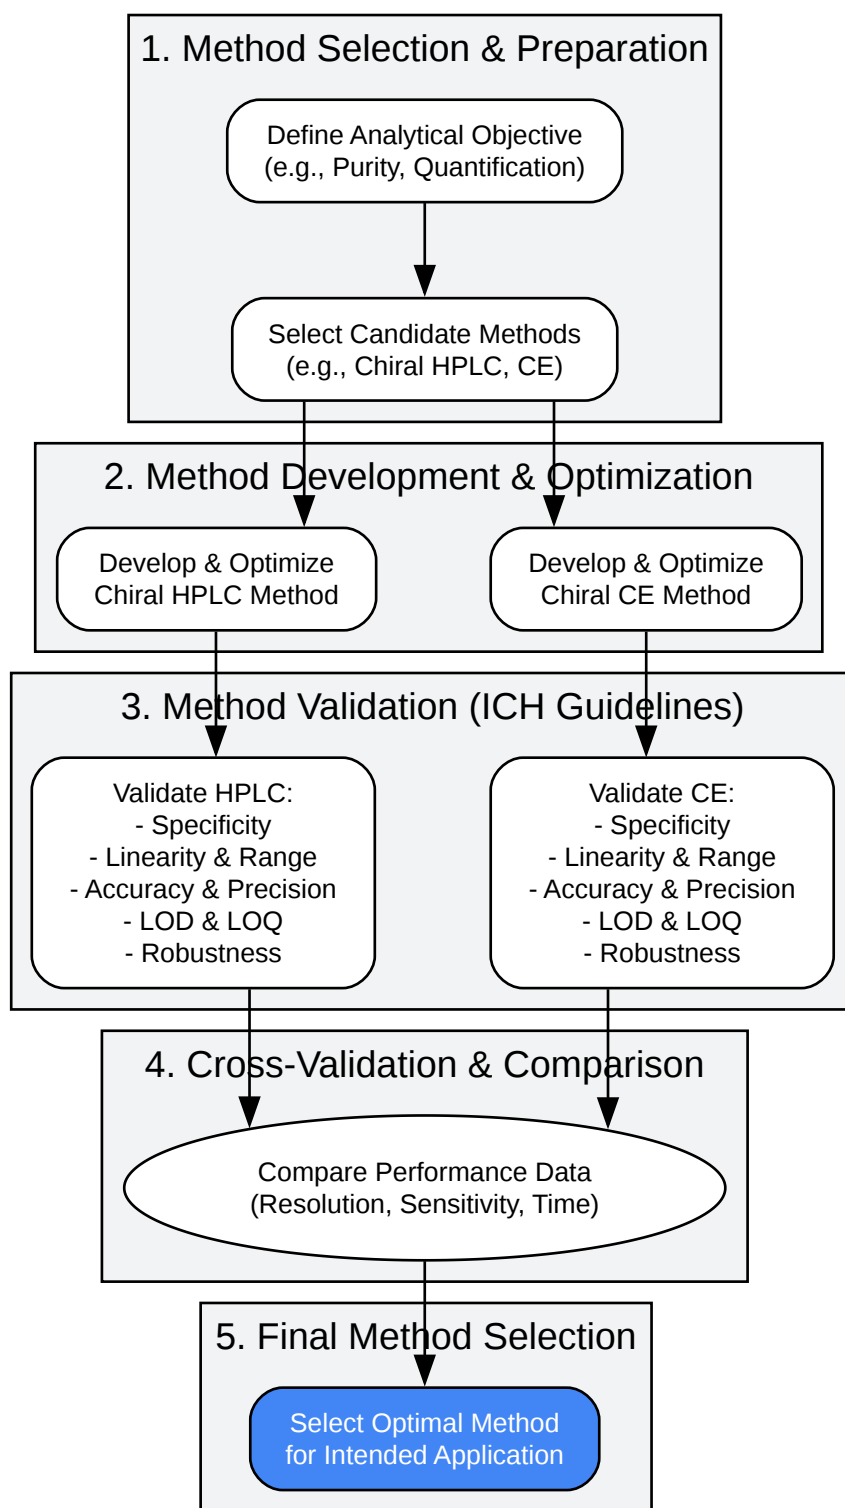 1. Method Selection & Preparation
Define Analytical Objective
(e.g., Purity, Quantification)
Select Candidate Methods
(e.g., Chiral HPLC, CE)
2. Method Development & Optimization
Develop & Optimize
Chiral HPLC Method
Develop & Optimize
Chiral CE Method
3. Method Validation (ICH Guidelines)
Validate HPLC:
- Specificity
- Linearity & Range
- Accuracy & Precision
- LOD & LOQ
- Robustness
Validate CE:
- Specificity
- Linearity & Range
- Accuracy & Precision
- LOD & LOQ
- Robustness
4. Cross-Validation & Comparison
Compare Performance Data
(Resolution, Sensitivity, Time)
5. Final Method Selection
Select Optimal Method
for Intended Application